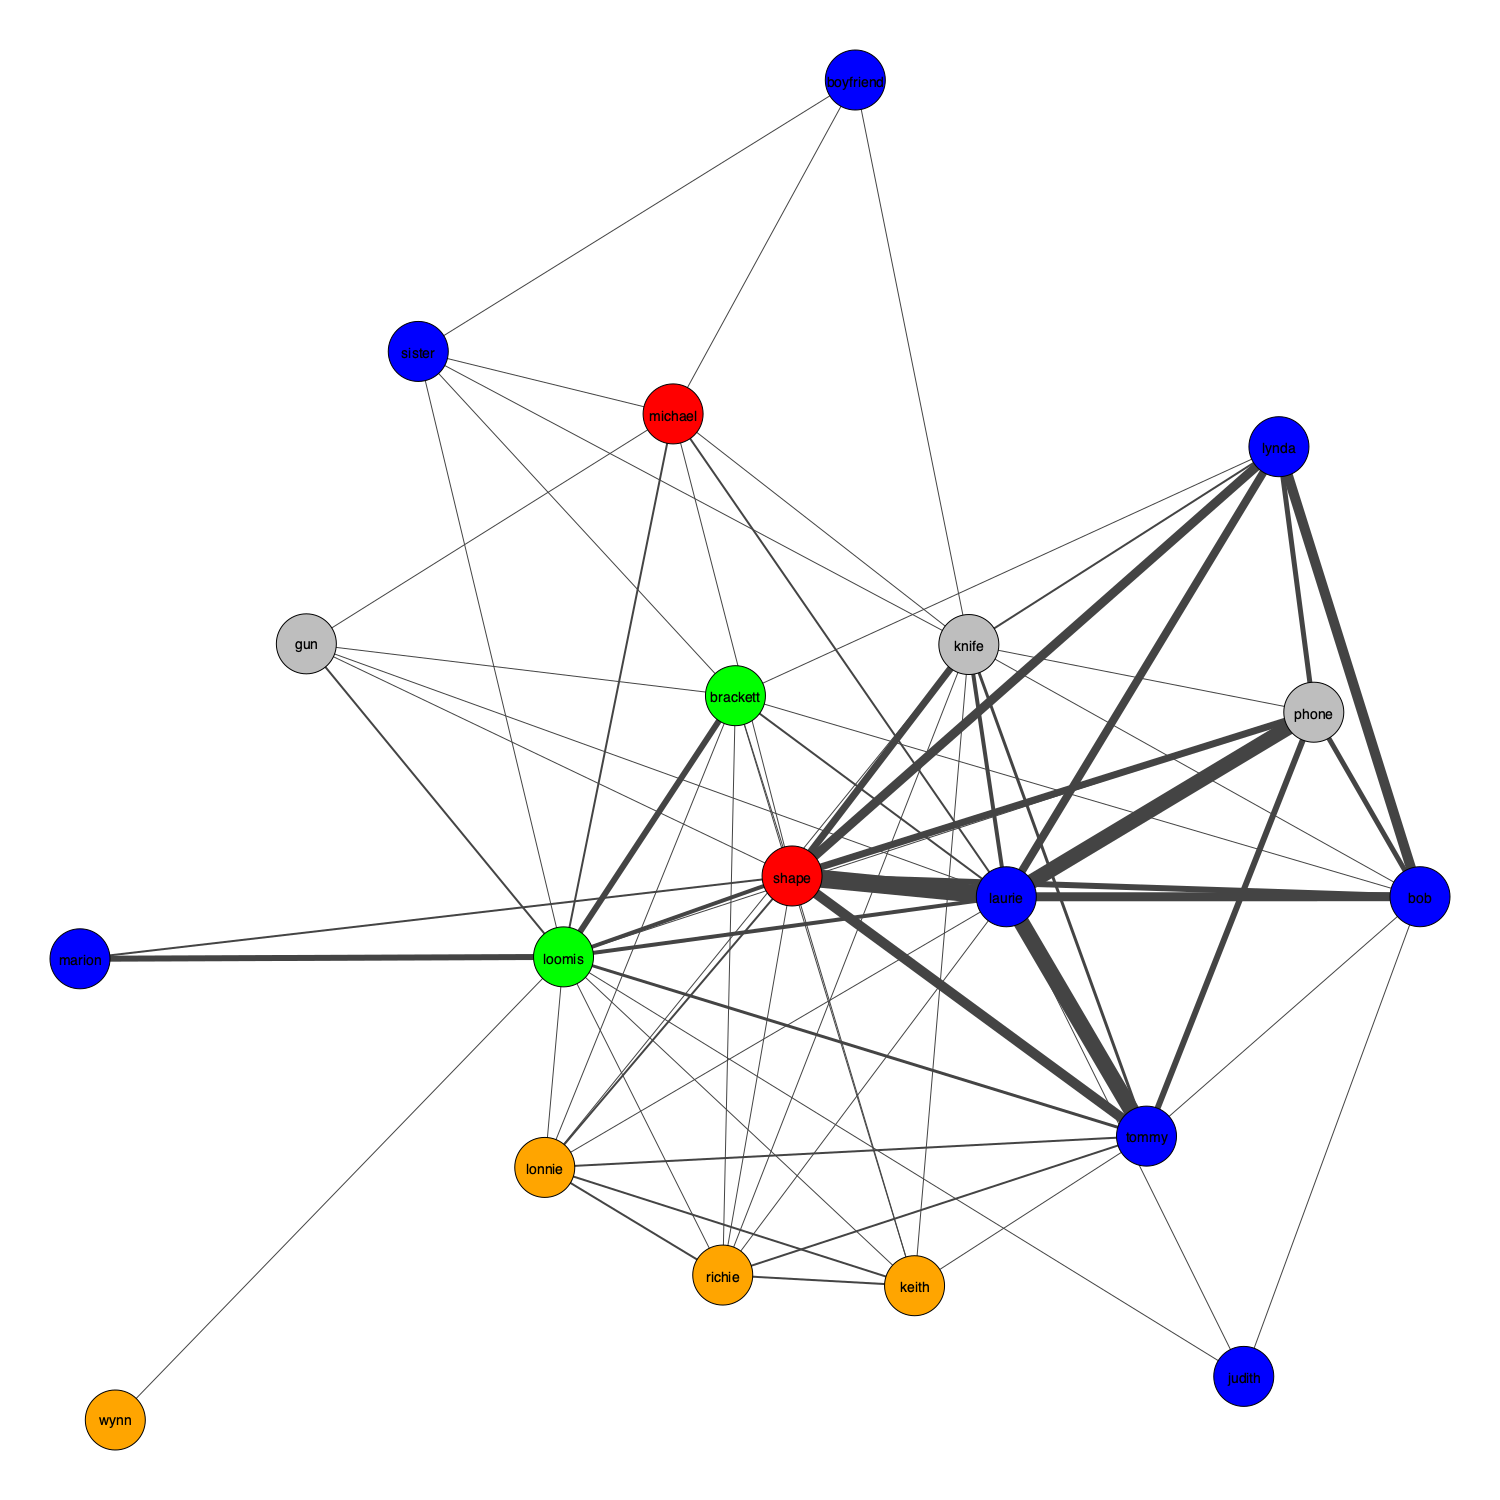 boyfriend
sister
michael
lynda
gun
knife
brackett
phone
shape
laurie
bob
marion
loomis
tommy
lonnie
richie
keith
judith
wynn